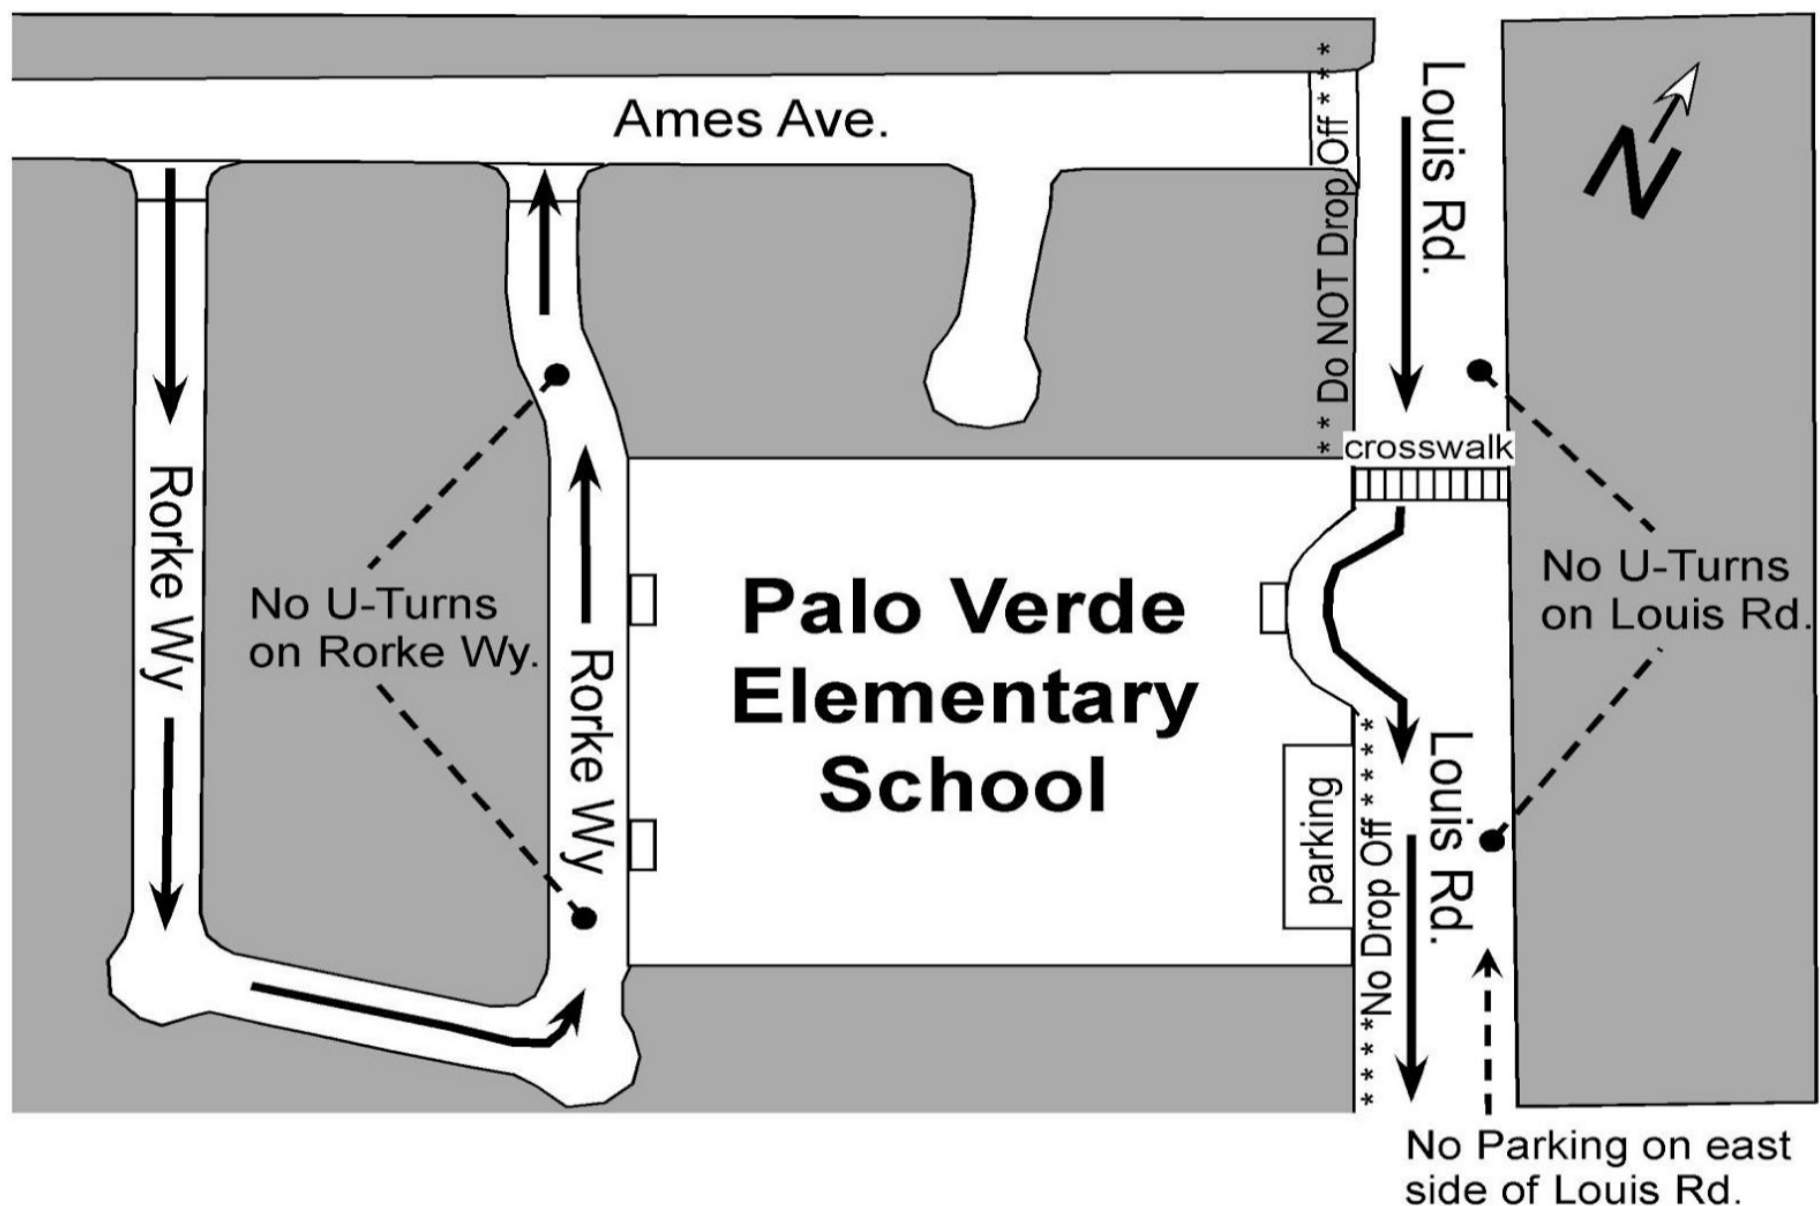 Ames Ave.
Louis Rd.
N
* * Do NOT Drop Off * * * *
crosswalk
Rorke Wy
No U-Turns
on Rorke Wy.
Rorke Wy
Palo Verde
Elementary
School
No U-Turns
on Louis Rd.
parking
* * * *No Drop Off * * * * * *
Louis Rd.
No Parking on east
side of Louis Rd.